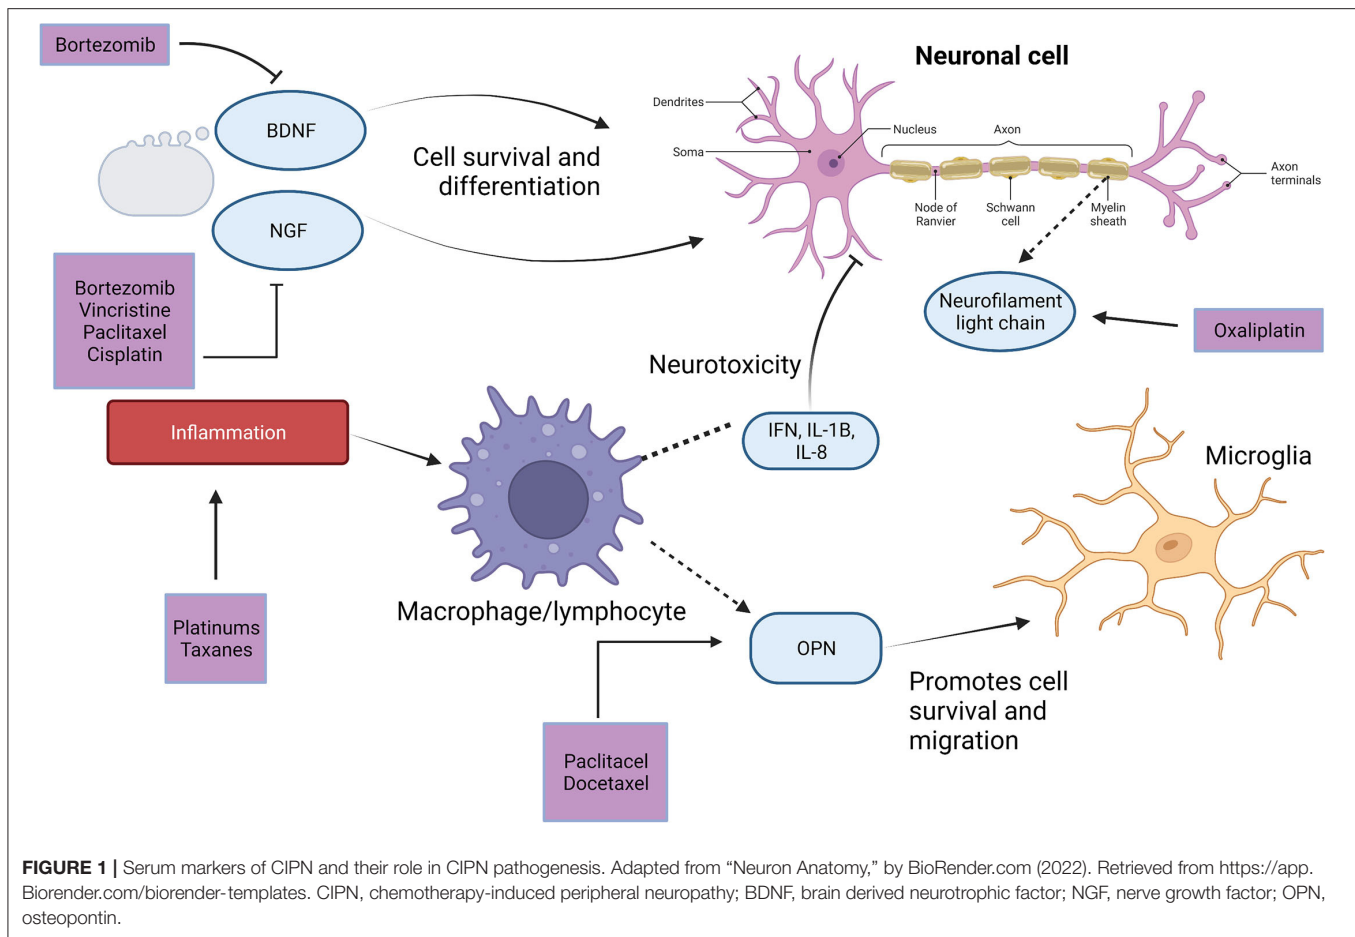 Bortezomib
Neuronal cell
BDNF
Dendrites
Nucleus
Axon
Soma
Cell survival and
differentiation
Axon
terminals
Node of
Ranvier
Schwann
cell
Myelin
sheath
NGF
Bortezomib
Vincristine
Paclitaxel
Cisplatin
Neurofilament
light chain
Oxaliplatin
Neurotoxicity
Inflammation
IFN, IL-1B,
IL-8
Microglia
Macrophage/lymphocyte
Platinums
Taxanes
OPN
Promotes cell
survival and
migration
Paclitacel
Docetaxel
FIGURE 1 | Serum markers of CIPN and their role in CIPN pathogenesis. Adapted from “Neuron Anatomy,” by BioRender.com (2022). Retrieved from https://app.
Biorender.com/biorender-templates. CIPN, chemotherapy-induced peripheral neuropathy; BDNF, brain derived neurotrophic factor; NGF, nerve growth factor; OPN,
osteopontin.